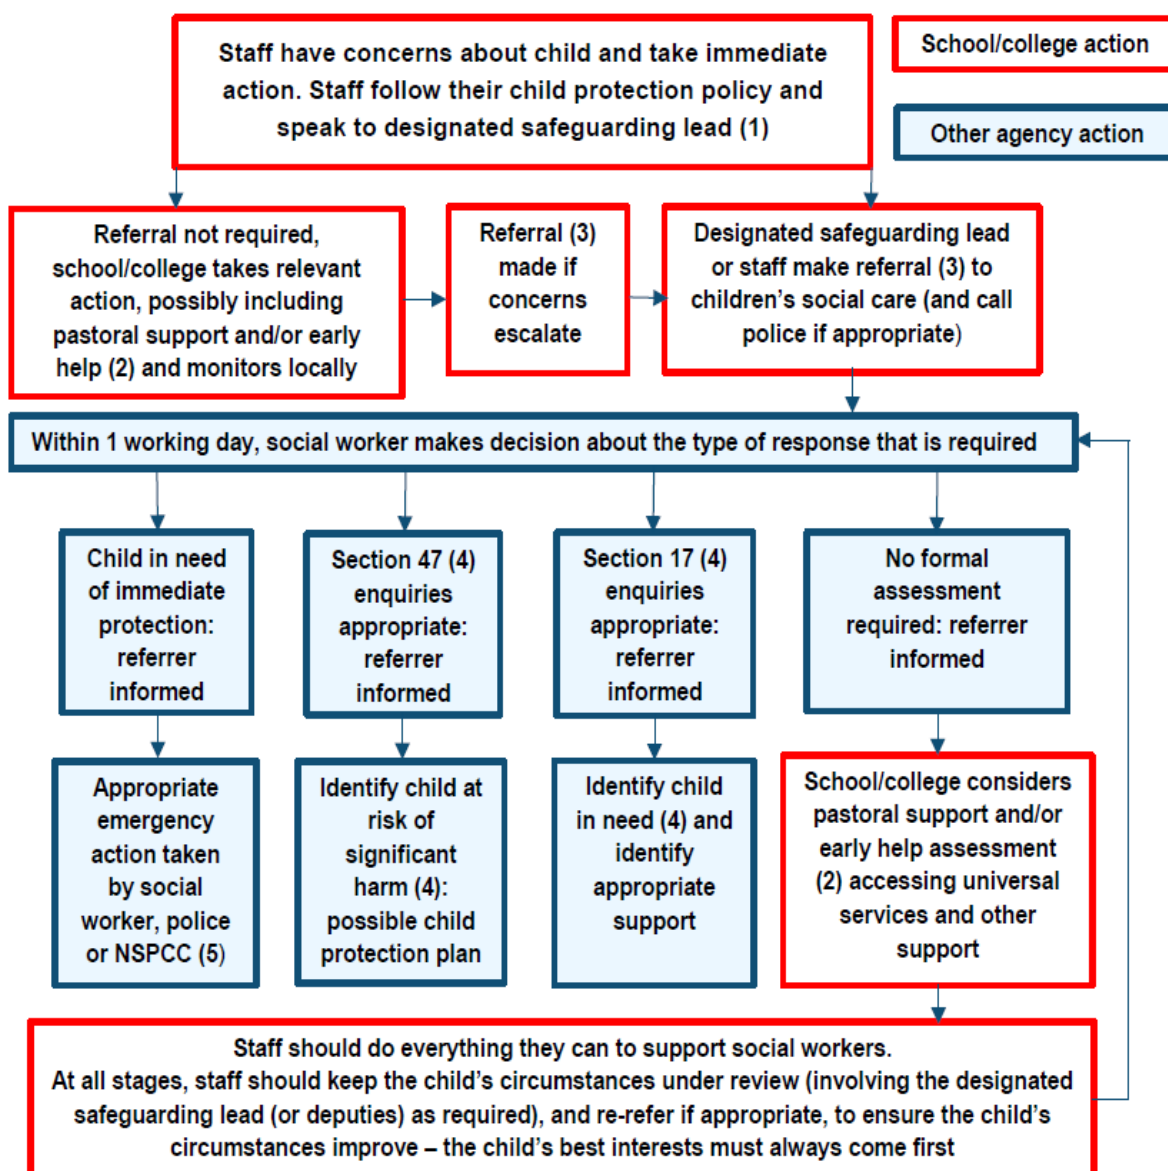 Staff have concerns about child and take immediate
action. Staff follow their child protection policy and
speak to designated safeguarding lead (1)
School/college action
Other agency action
Referral not required,
school/college takes relevant
action, possibly including
pastoral support and/or early
help (2) and monitors locally
Referral (3)
made if
concerns
escalate
Designated safeguarding lead
or staff make referral (3) to
children’s social care (and call
police if appropriate)
Within 1 working day, social worker makes decision about the type of response that is required
Child in need
of immediate
protection:
referrer
informed
Section 47 (4)
enquiries
appropriate:
referrer
informed
Section 17 (4)
enquiries
appropriate:
referrer
informed
No formal
assessment
required: referrer
informed
Appropriate
emergency
action taken
by social
worker, police
or NSPCC (5)
Identify child at
risk of
significant
harm (4):
possible child
protection plan
Identify child
in need (4) and
identify
appropriate
support
School/college considers
pastoral support and/or
early help assessment
(2) accessing universal
services and other
support
Staff should do everything they can to support social workers.
At all stages, staff should keep the child’s circumstances under review (involving the designated
safeguarding lead (or deputies) as required), and re-refer if appropriate, to ensure the child’s
circumstances improve – the child’s best interests must always come first